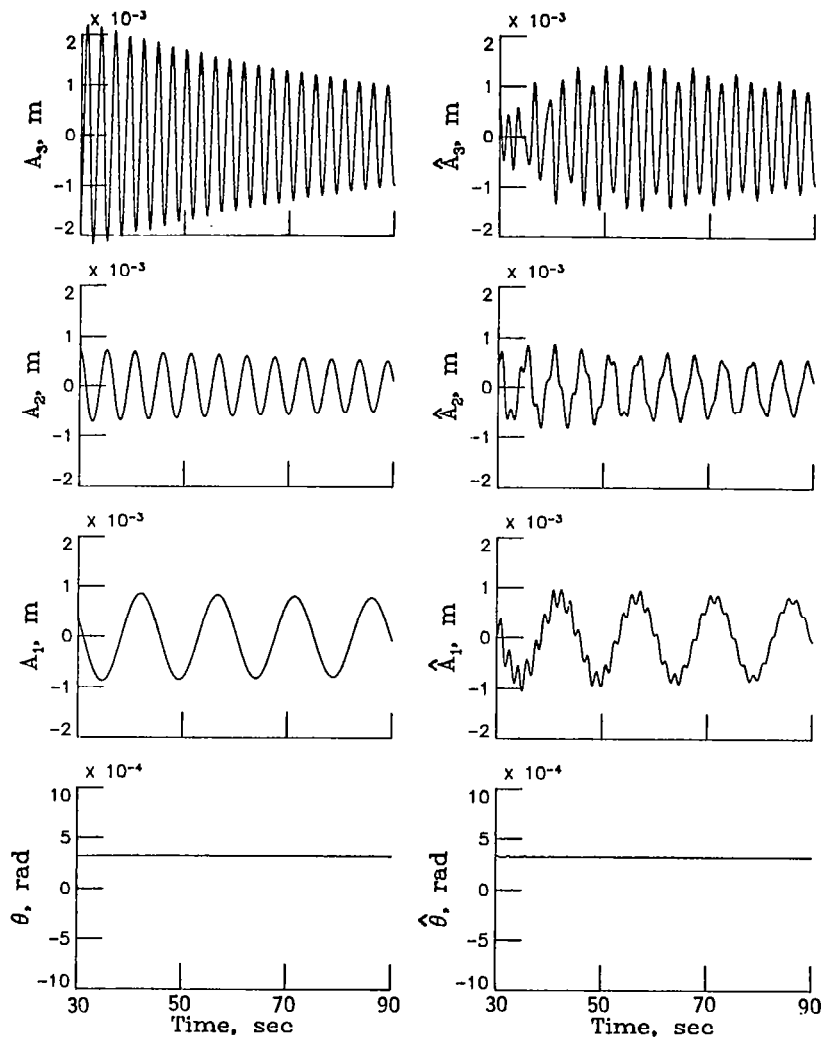 x 10⁻³
2
1
0
-1
-2
A₃, m
x 10⁻³
2
1
0
-1
-2
Â₃, m
x 10⁻³
2
1
0
-1
-2
A₂, m
x 10⁻³
2
1
0
-1
-2
Â₂, m
x 10⁻³
2
1
0
-1
-2
A₁, m
x 10⁻³
2
1
0
-1
-2
Â₁, m
x 10⁻⁴
10
5
0
-5
-10
θ, rad
30 50 70 90
Time, sec
x 10⁻⁴
10
5
0
-5
-10
θ̂, rad
30 50 70 90
Time, sec